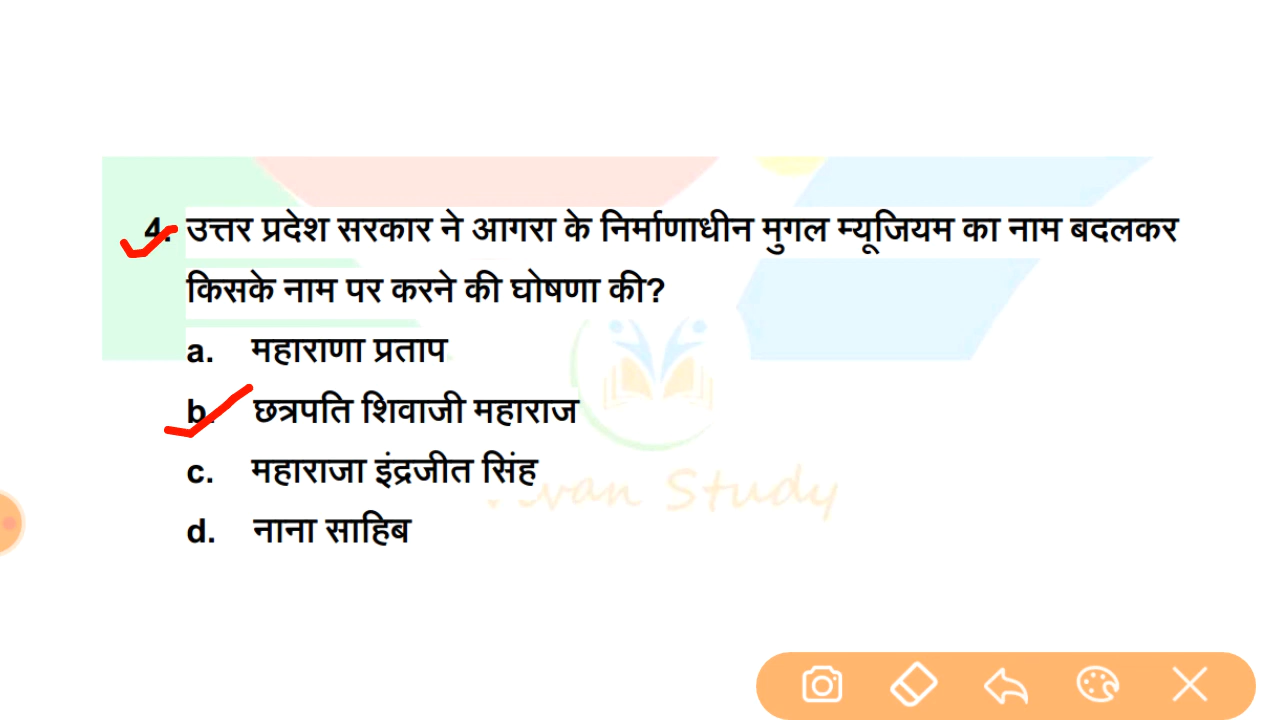 4. उत्तर प्रदेश सरकार ने आगरा के निर्माणाधीन मुगल म्यूजियम का नाम बदलकर
किसके नाम पर करने की घोषणा की?
a. महाराणा प्रताप
b. छत्रपति शिवाजी महाराज
c. महाराजा इंद्रजीत सिंह
Study
d. नाना साहिब